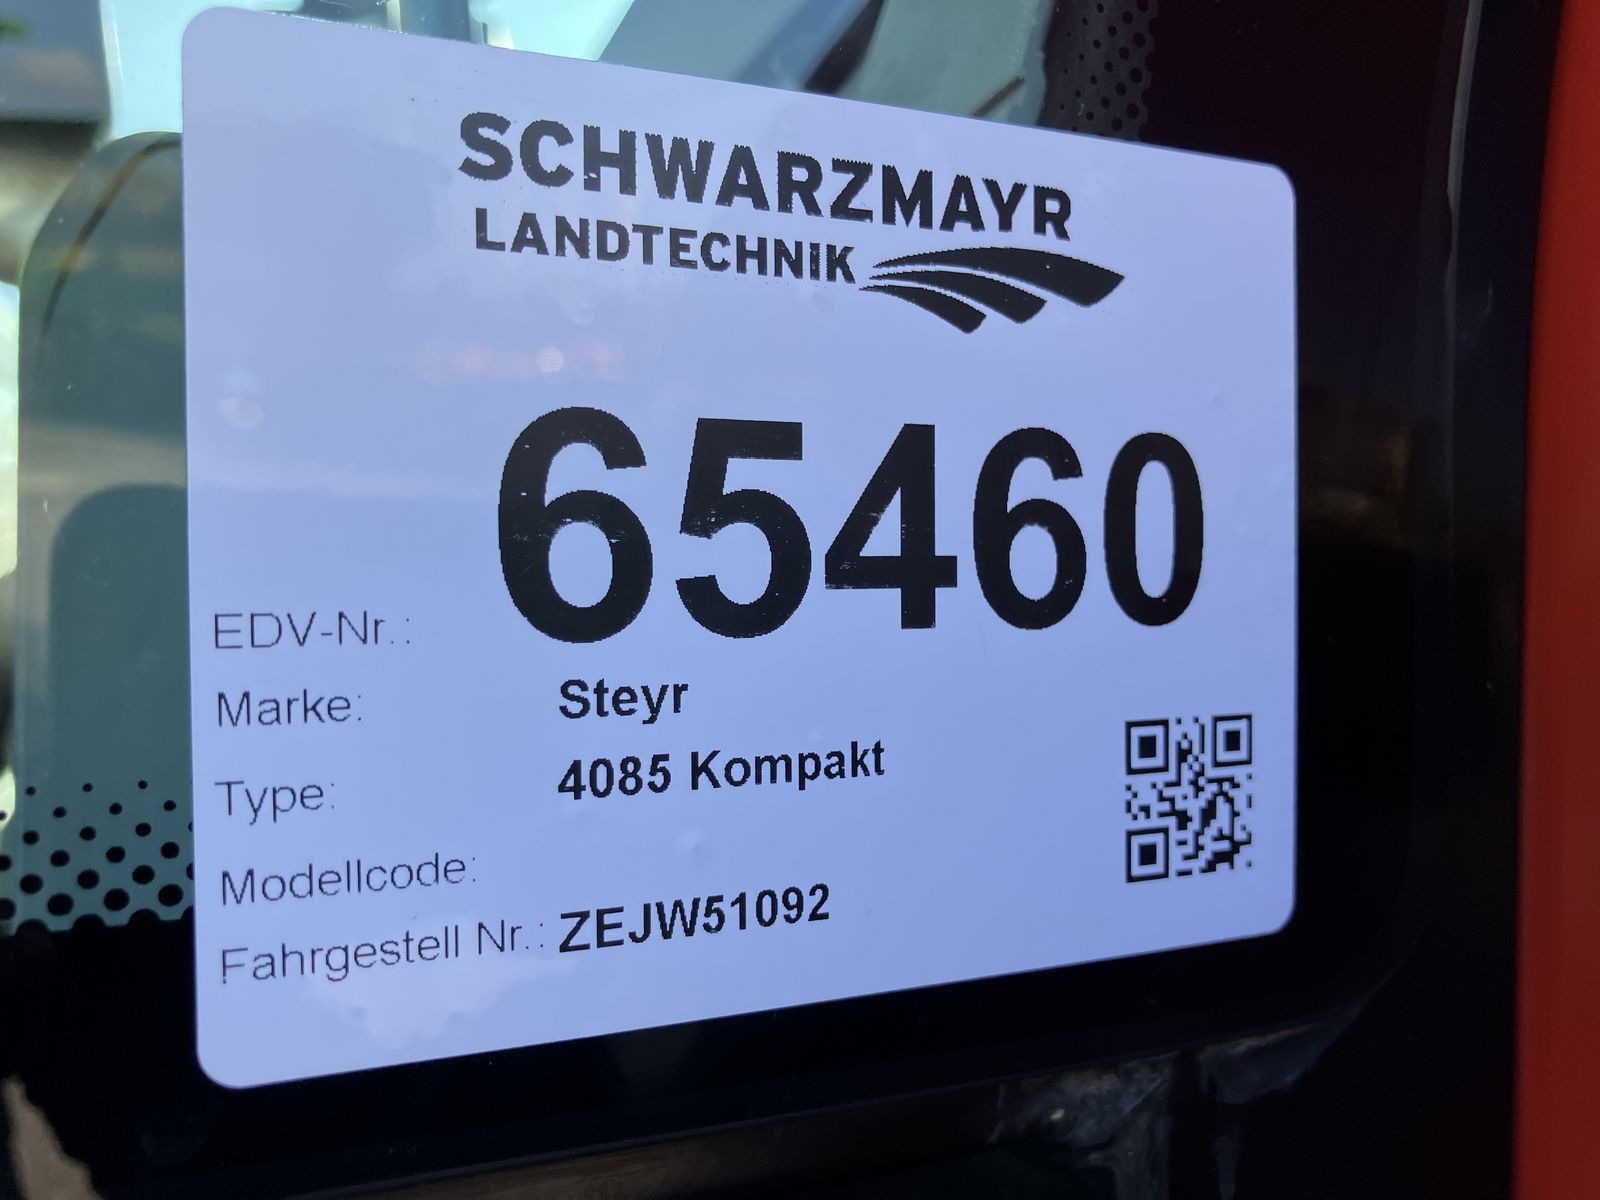 SCHWARZMAYR
LANDTECHNIK
EDV-Nr.: 65460
Marke: Steyr
Type: 4085 Kompakt
Modellcode:
Fahrgestell Nr.: ZEJW51092